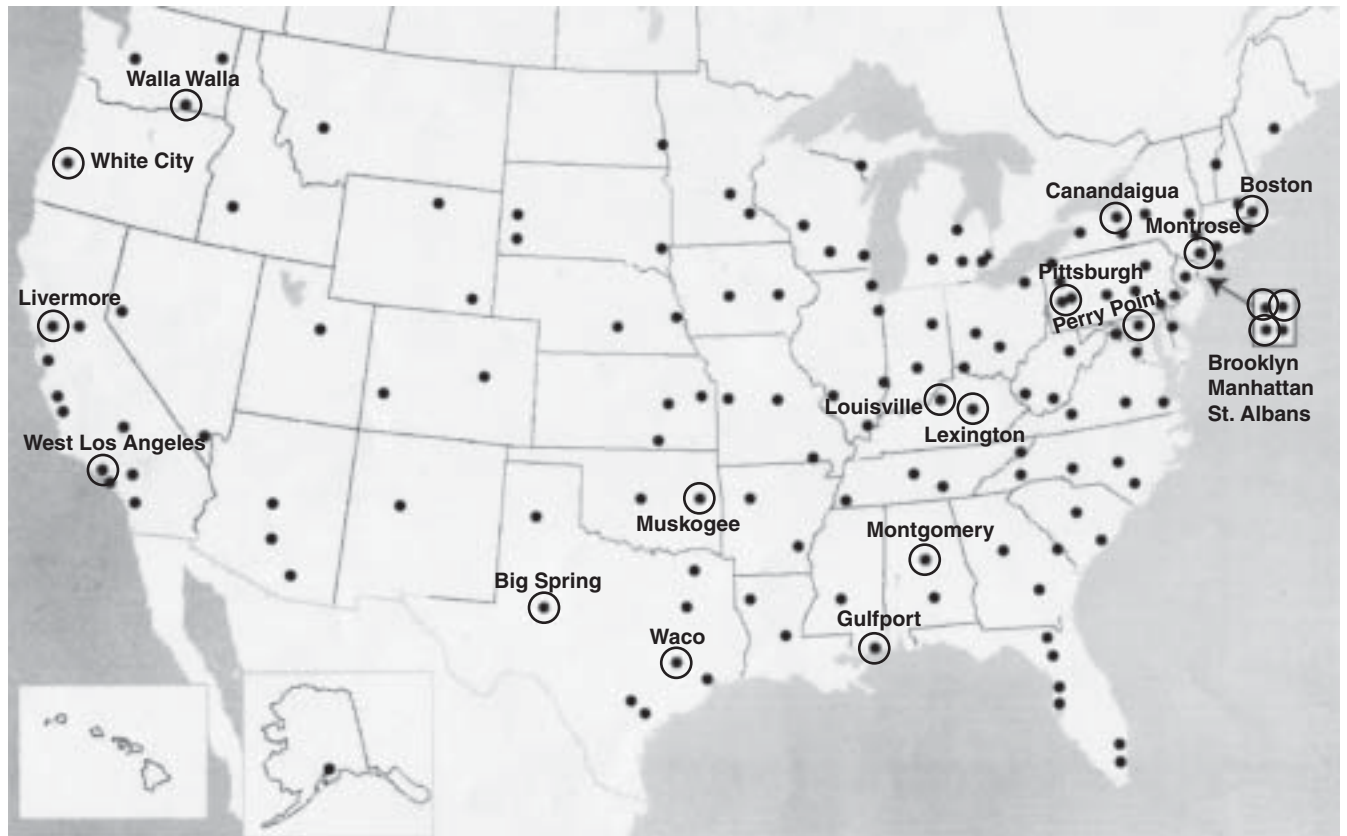 Walla Walla
White City
Canandaigua
Boston
Montrose
Pittsburgh
Perry Point
Livermore
Brooklyn
Manhattan
St. Albans
Louisville
Lexington
West Los Angeles
Muskogee
Montgomery
Big Spring
Gulfport
Waco